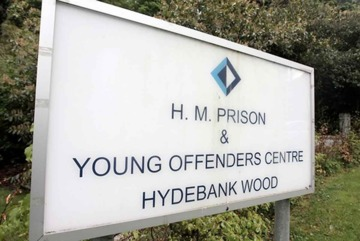 H. M. PRISON
&
YOUNG OFFENDERS CENTRE
HYDEBANK WOOD